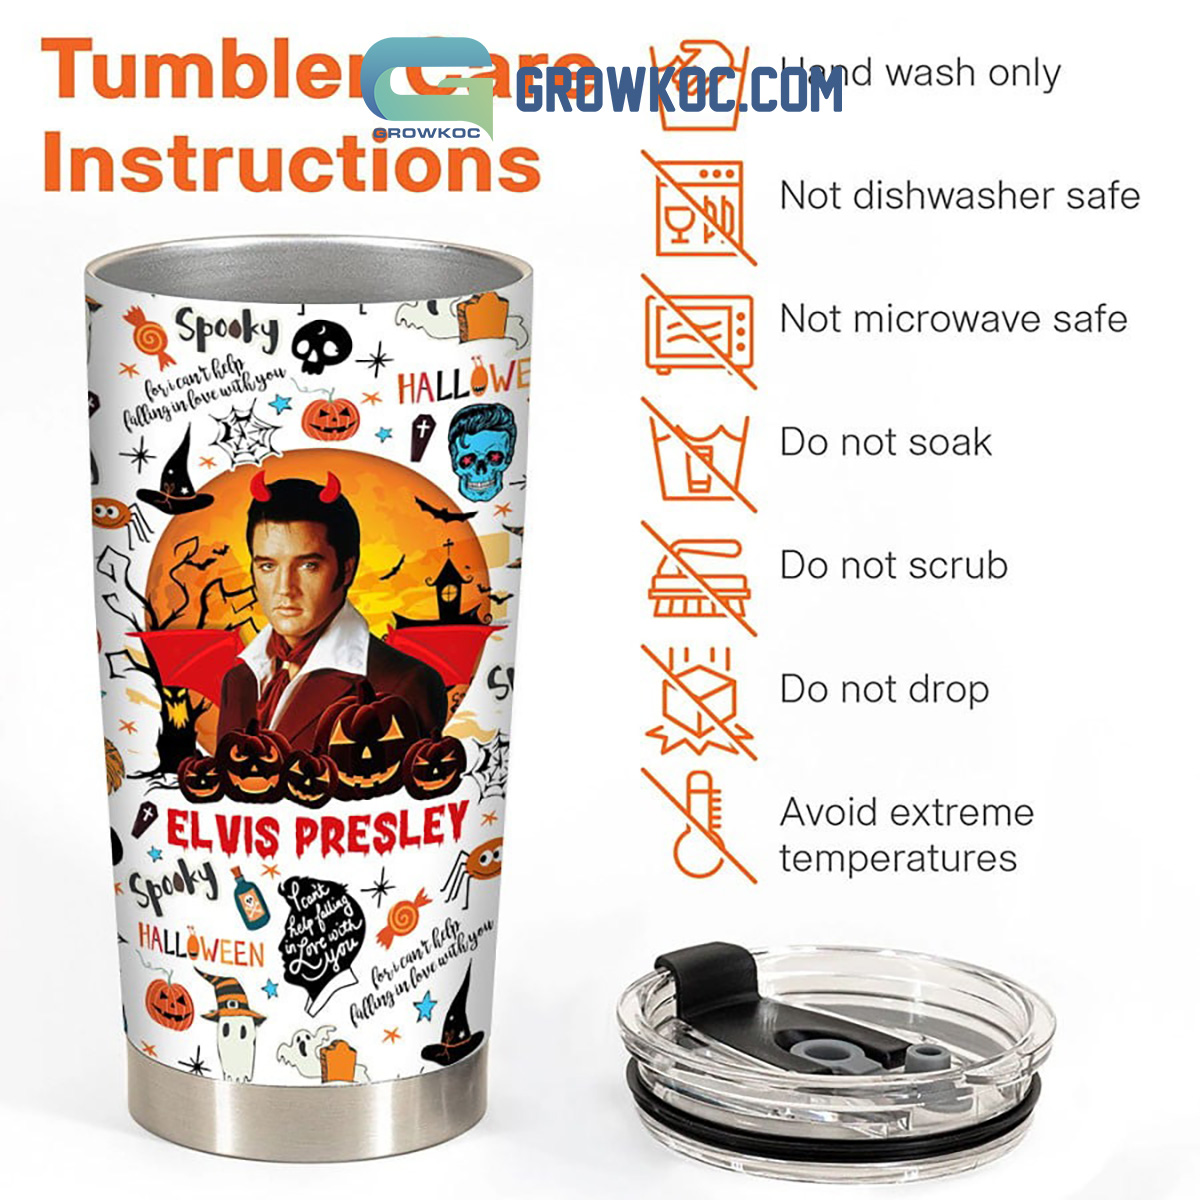 Tumbler Care
Instructions
GROWKOC
GROWKOC.COM
Hand wash only
Not dishwasher safe
Not microwave safe
Do not soak
Do not scrub
Do not drop
Avoid extreme
temperatures
Spooky
for i can't help
falling in love with you
HALLOWE
Sp
ELVIS PRESLEY
Spooky
HALLOWEEN
I can't
help falling
in Love with
you
for i can't help
falling in love with you